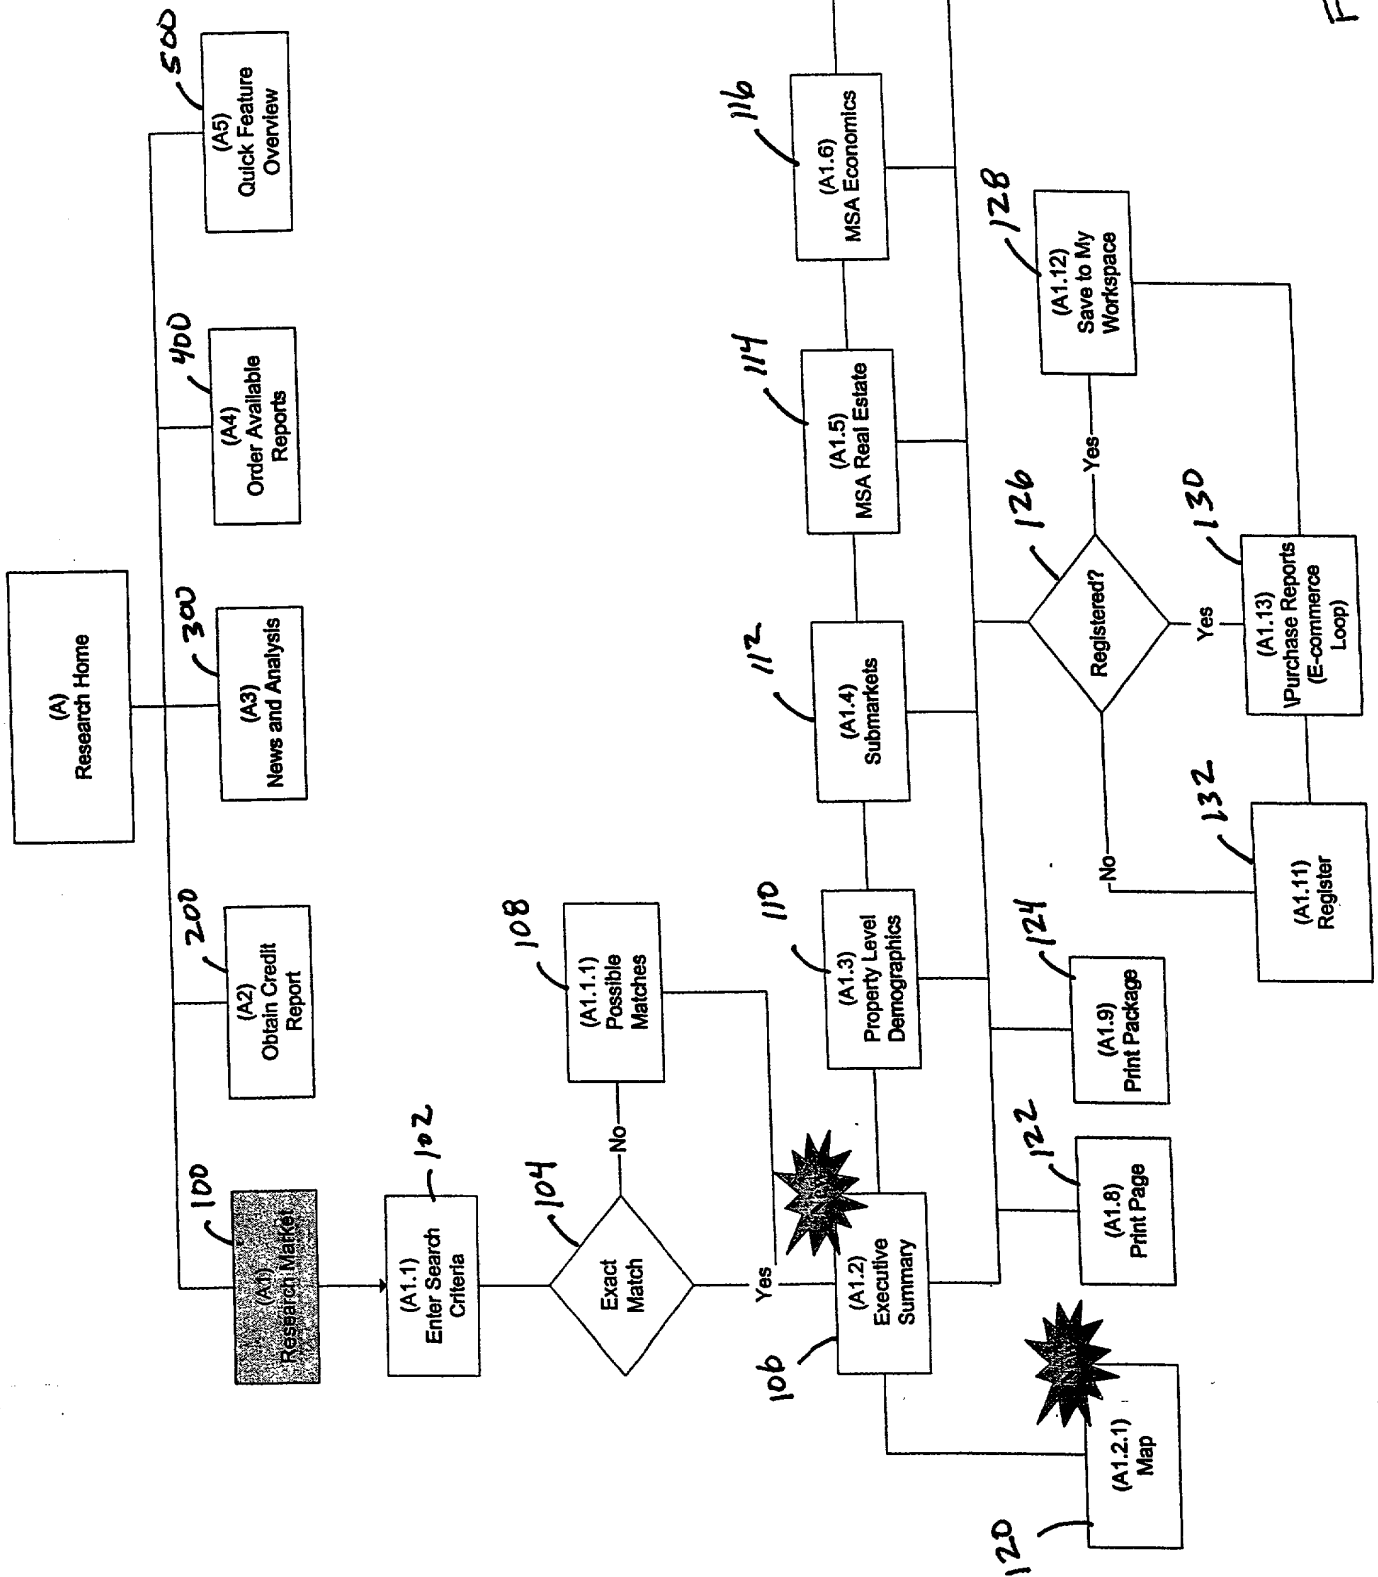 (A)
Research Home
100
(A1)
Research Market
200
(A2)
Obtain Credit
Report
300
(A3)
News and Analysis
400
(A4)
Order Available
Reports
500
(A5)
Quick Feature
Overview
102
(A1.1)
Enter Search
Criteria
104
Exact
Match
No
108
(A1.1.1)
Possible
Matches
Yes
106
(A1.2)
Executive
Summary
110
(A1.3)
Property Level
Demographics
112
(A1.4)
Submarkets
114
(A1.5)
MSA Real Estate
116
(A1.6)
MSA Economics
120
(A1.2.1)
Map
122
(A1.8)
Print Page
124
(A1.9)
Print Package
126
Registered?
No
Yes
Yes
128
(A1.12)
Save to My
Workspace
132
(A1.11)
Register
130
(A1.13)
\Purchase Reports
(E-commerce
Loop)
F